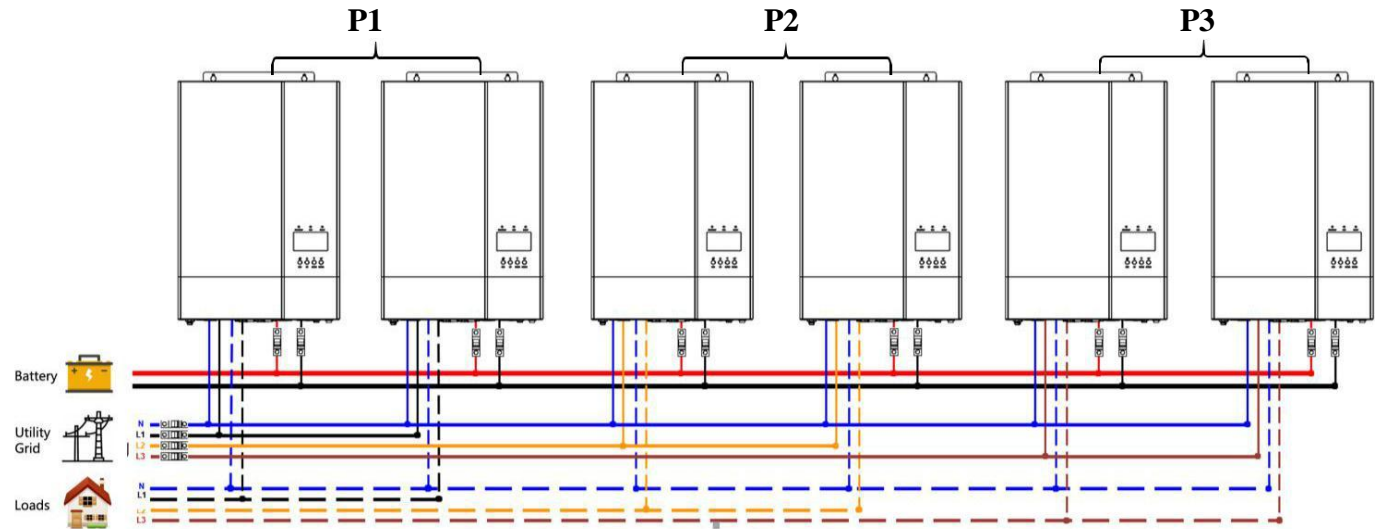 P1
P2
P3
Battery
+ −
Utility
Grid
N
L1
L2
L3
Loads
N
L1
L2
L3